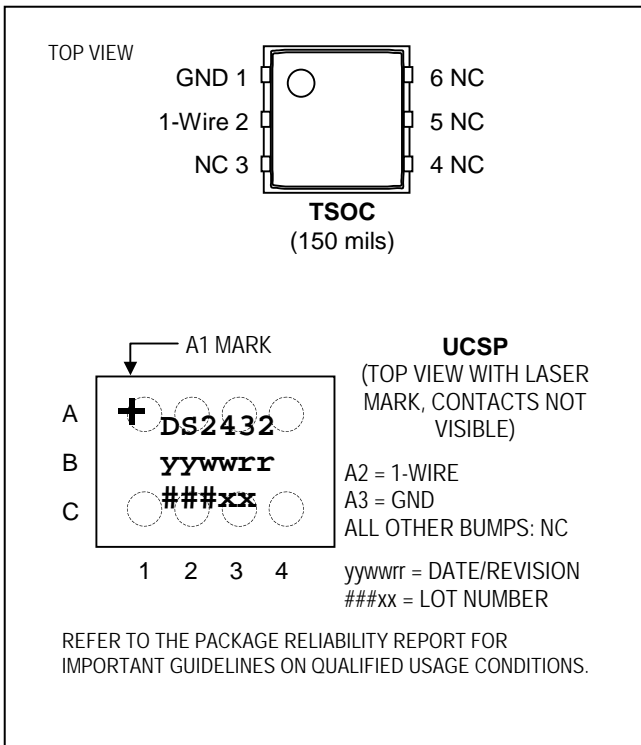 TOP VIEW
GND 1
1-Wire 2
NC 3
6 NC
5 NC
4 NC
TSOC
(150 mils)
A1 MARK
A
B
C
+
DS2432
yywwrr
###xx
1 2 3 4
UCSP
(TOP VIEW WITH LASER
MARK, CONTACTS NOT
VISIBLE)
A2 = 1-WIRE
A3 = GND
ALL OTHER BUMPS: NC
yywwrr = DATE/REVISION
###xx = LOT NUMBER
REFER TO THE PACKAGE RELIABILITY REPORT FOR
IMPORTANT GUIDELINES ON QUALIFIED USAGE CONDITIONS.